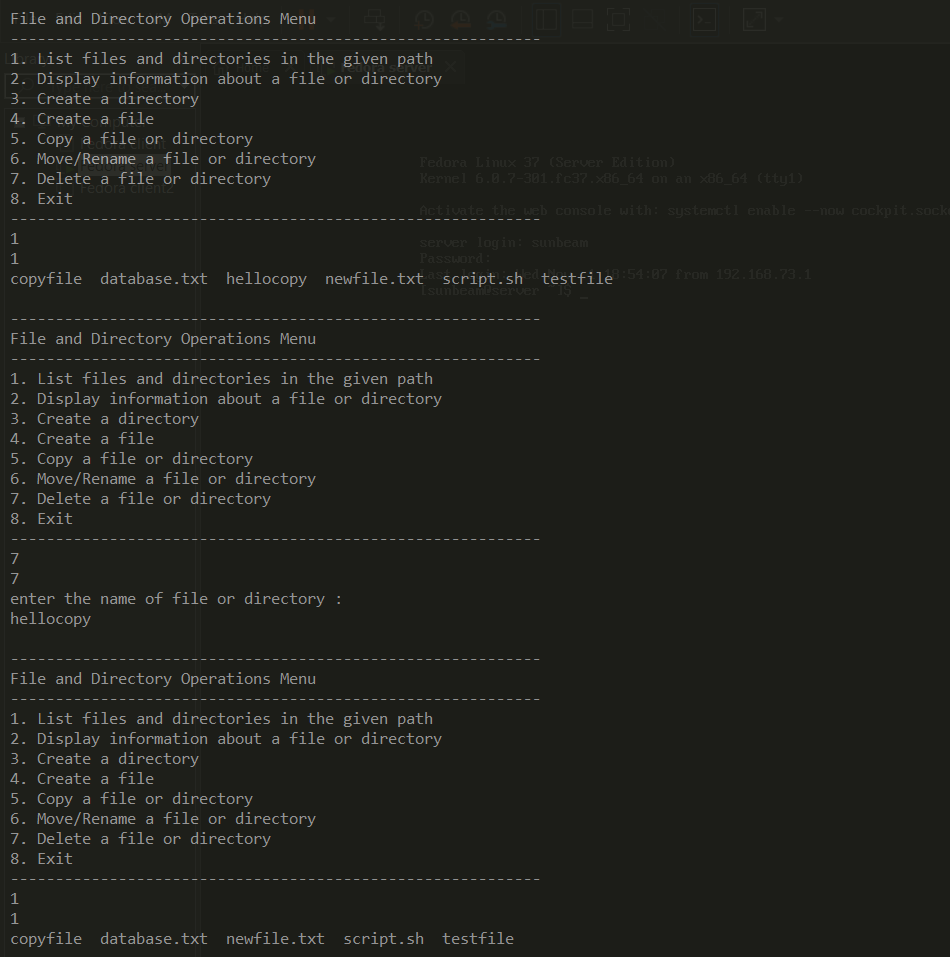 File and Directory Operations Menu
-----------------------------------------------------------
1. List files and directories in the given path
2. Display information about a file or directory
3. Create a directory
4. Create a file
5. Copy a file or directory
6. Move/Rename a file or directory
7. Delete a file or directory
8. Exit
-----------------------------------------------------------
1
1
copyfile  database.txt  hellocopy  newfile.txt  script.sh  testfile
-----------------------------------------------------------
File and Directory Operations Menu
-----------------------------------------------------------
1. List files and directories in the given path
2. Display information about a file or directory
3. Create a directory
4. Create a file
5. Copy a file or directory
6. Move/Rename a file or directory
7. Delete a file or directory
8. Exit
-----------------------------------------------------------
7
7
enter the name of file or directory :
hellocopy
-----------------------------------------------------------
File and Directory Operations Menu
-----------------------------------------------------------
1. List files and directories in the given path
2. Display information about a file or directory
3. Create a directory
4. Create a file
5. Copy a file or directory
6. Move/Rename a file or directory
7. Delete a file or directory
8. Exit
-----------------------------------------------------------
1
1
copyfile  database.txt  newfile.txt  script.sh  testfile
Fedora Linux 37 (Server Edition)
Kernel 6.0.7-301.fc37.x86_64 on an x86_64 (tty1)
Activate the web console with: systemctl enable --now
server login: sunbeam
Password:
18:54:07 from 192.168.73.1
fedora client2